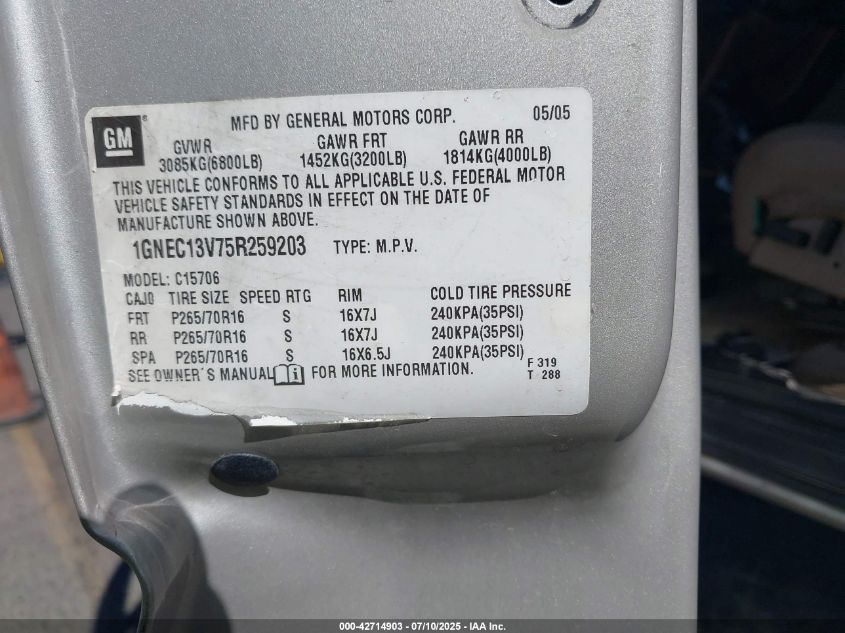 GM
MFD BY GENERAL MOTORS CORP. 05/05
GVWR GAWR FRT GAWR RR
3085KG(6800LB) 1452KG(3200LB) 1814KG(4000LB)
THIS VEHICLE CONFORMS TO ALL APPLICABLE U.S. FEDERAL MOTOR
VEHICLE SAFETY STANDARDS IN EFFECT ON THE DATE OF
MANUFACTURE SHOWN ABOVE.
1GNEC13V75R259203 TYPE: M.P.V.
MODEL: C15706
CAJ0 TIRE SIZE SPEED RTG RIM COLD TIRE PRESSURE
FRT P265/70R16 S 16X7J 240KPA(35PSI)
RR P265/70R16 S 16X7J 240KPA(35PSI)
SPA P265/70R16 S 16X6.5J 240KPA(35PSI)
SEE OWNER'S MANUAL FOR MORE INFORMATION.
F 319
T 288
000-42714903 - 07/10/2025 - IAA Inc.